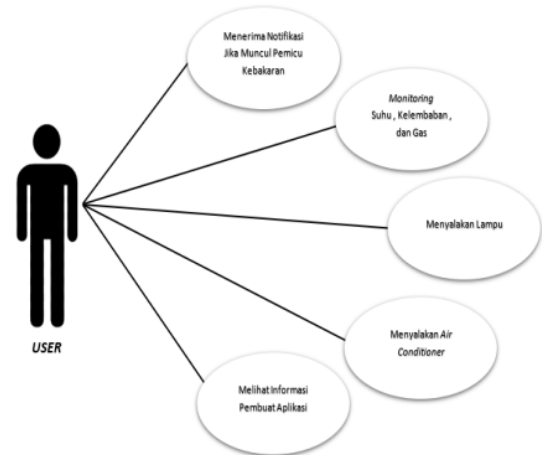 Menerima Notifikasi
Jika Muncul Pemicu
Kebakaran
Monitoring
Suhu , Kelembaban ,
dan Gas
Menyalakan Lampu
Menyalakan Air
Conditioner
Melihat Informasi
Pembuat Aplikasi
USER